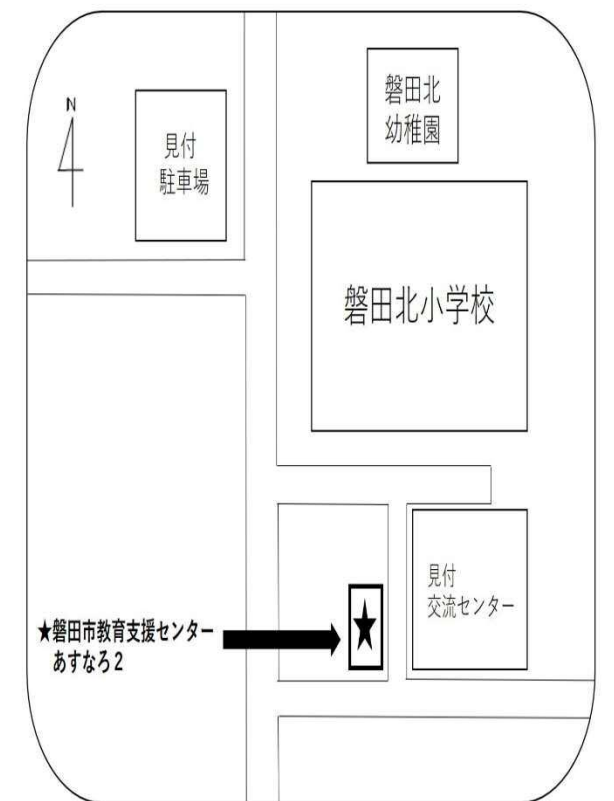 N
磐田北
幼稚園
見付
駐車場
磐田北小学校
見付
交流センター
★磐田市教育支援センター
あすなろ2
★